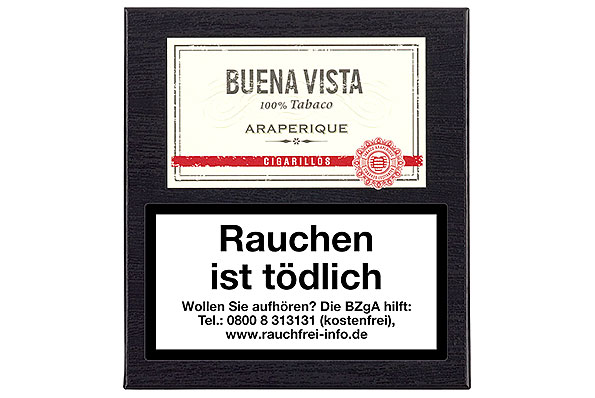 BUENA VISTA
100% Tabaco
ARAPERIQUE
CIGARILLOS
Rauchen
ist tödlich
Wollen Sie aufhören? Die BZgA hilft:
Tel.: 0800 8 313131 (kostenfrei),
www.rauchfrei-info.de